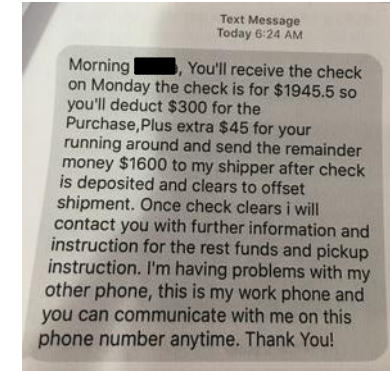 Text Message
Today 6:24 AM
Morning , You'll receive the check
on Monday the check is for $1945.5 so
you'll deduct $300 for the
Purchase,Plus extra $45 for your
running around and send the remainder
money $1600 to my shipper after check
is deposited and clears to offset
shipment. Once check clears i will
contact you with further information and
instruction for the rest funds and pickup
instruction. I'm having problems with my
other phone, this is my work phone and
you can communicate with me on this
phone number anytime. Thank You!